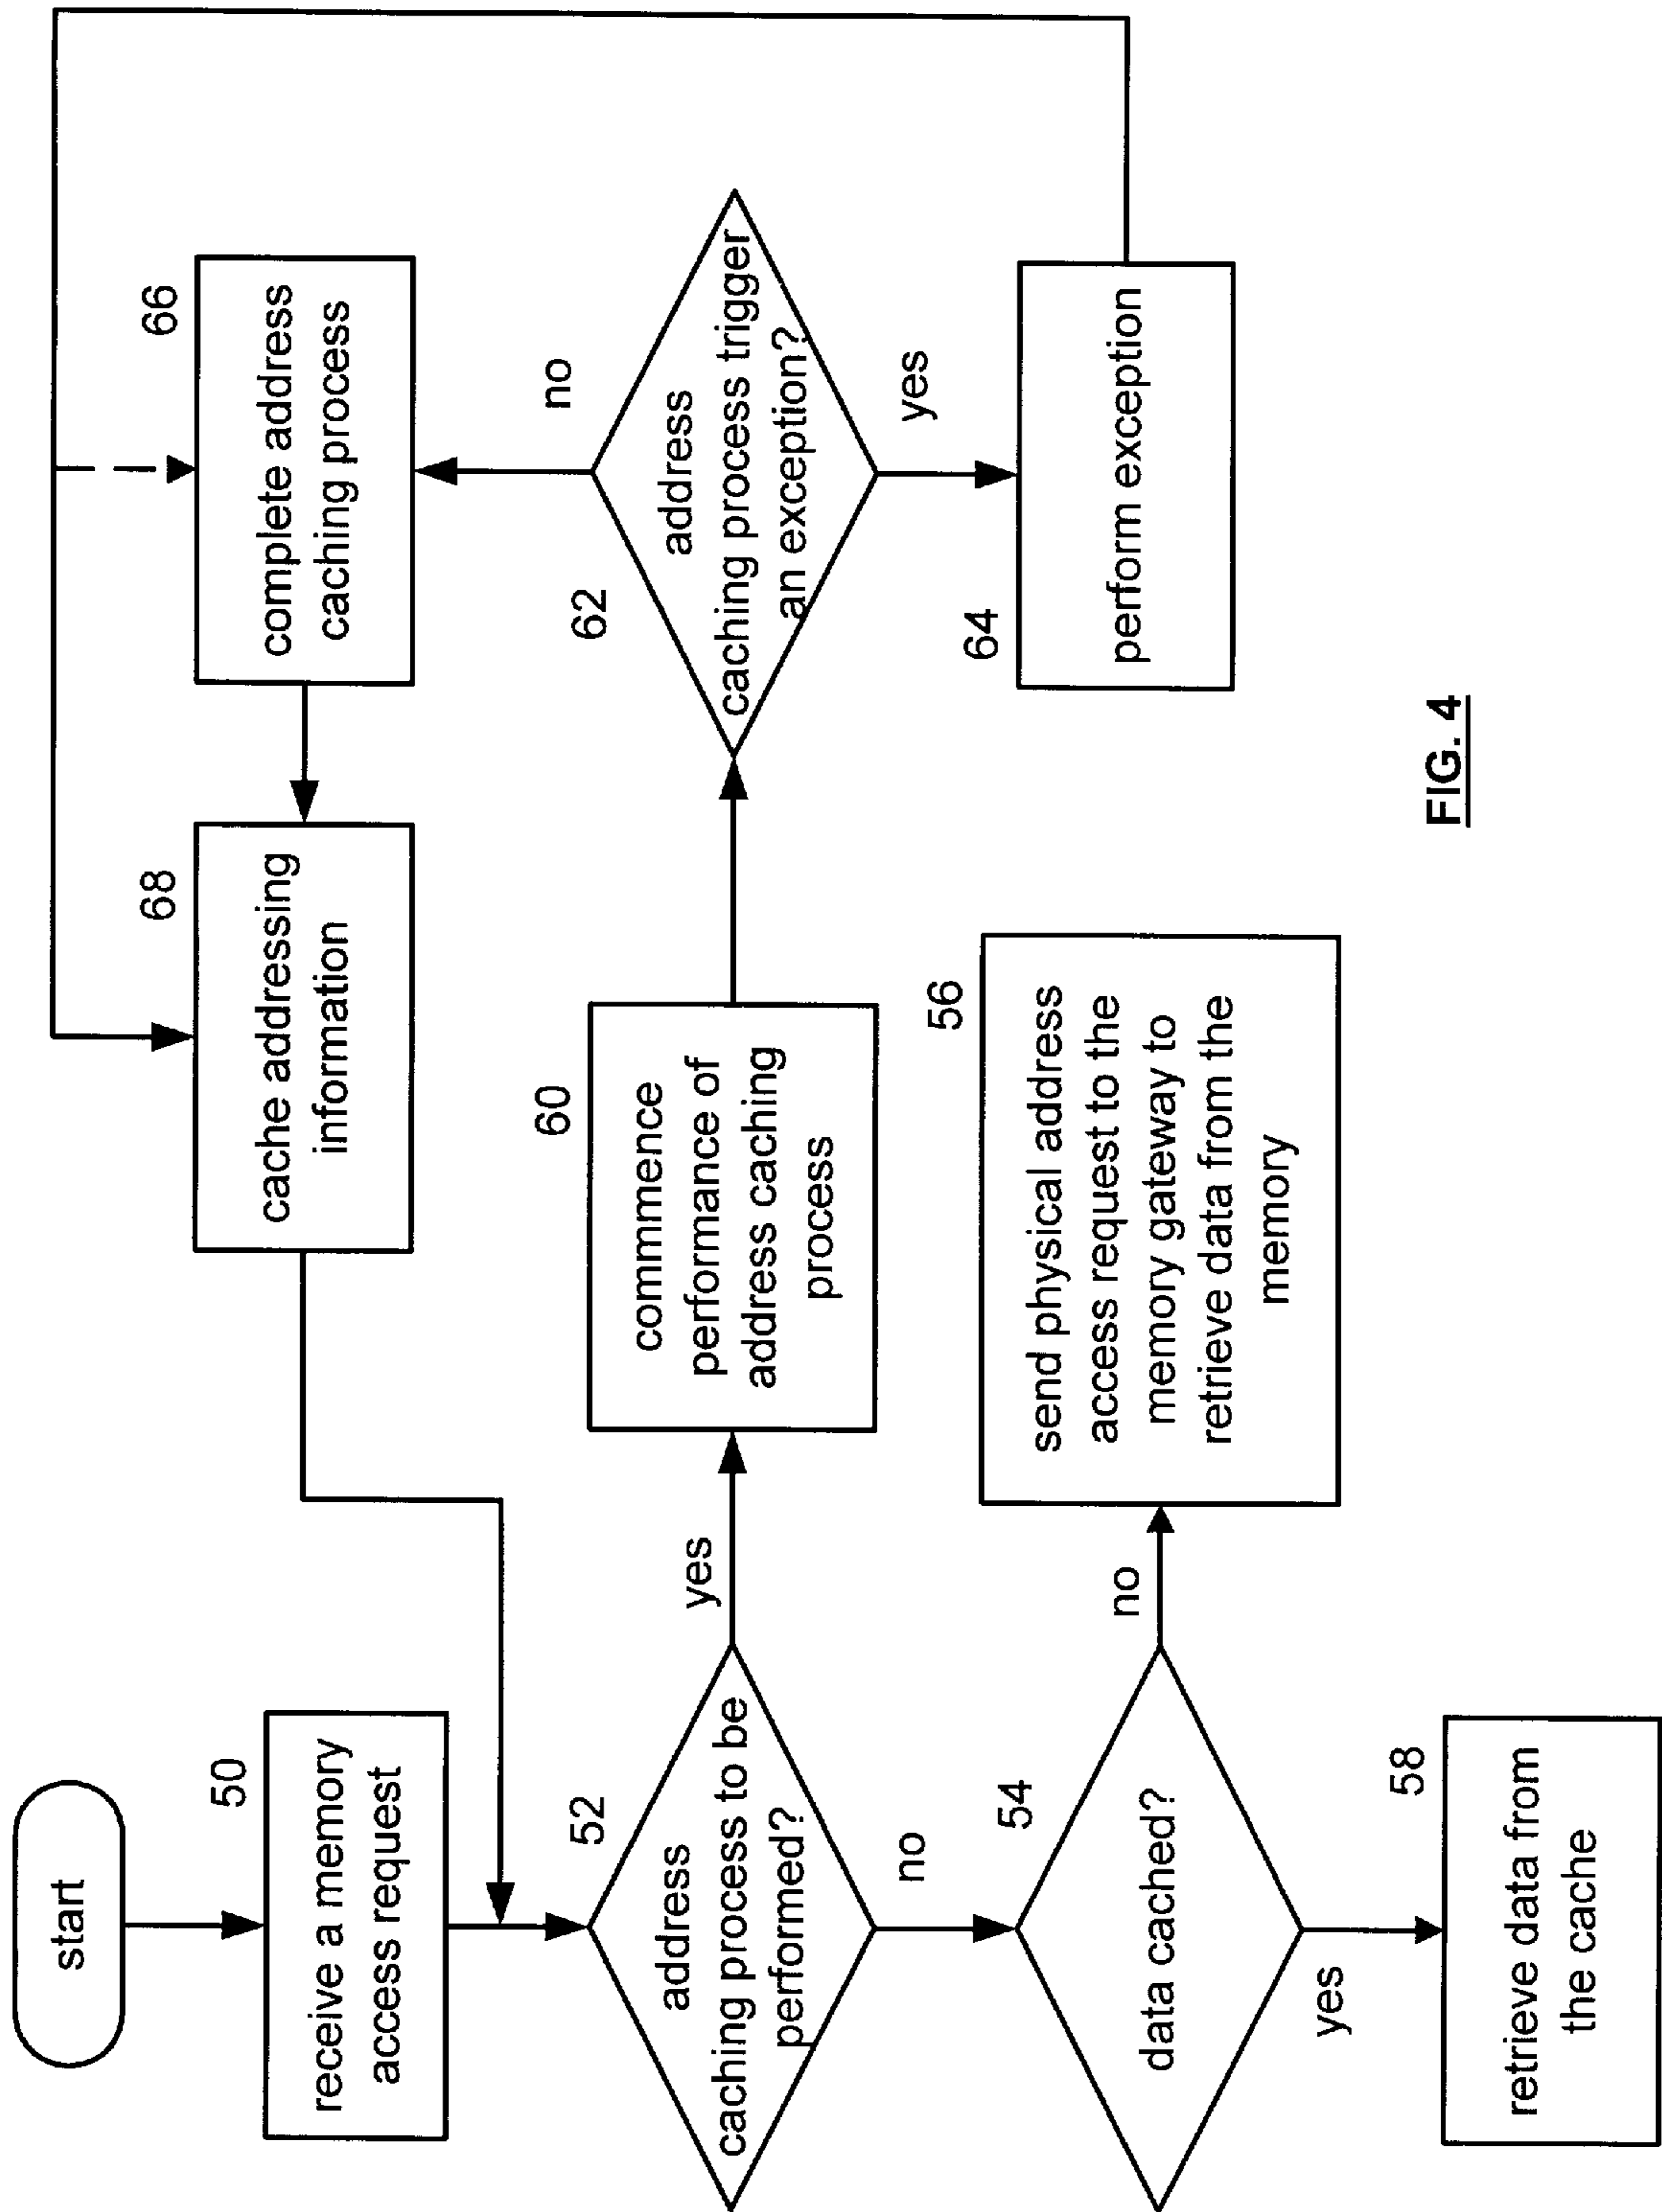 start
50
receive a memory
access request
52
address
caching process to be
performed?
yes
no
54
data cached?
no
yes
56
send physical address
access request to the
memory gateway to
retrieve data from the
memory
58
retrieve data from
the cache
60
commence
performance of
address caching
process
62
address
caching process trigger
an exception?
no
yes
64
perform exception
66
complete address
caching process
68
cache addressing
information
FIG. 4